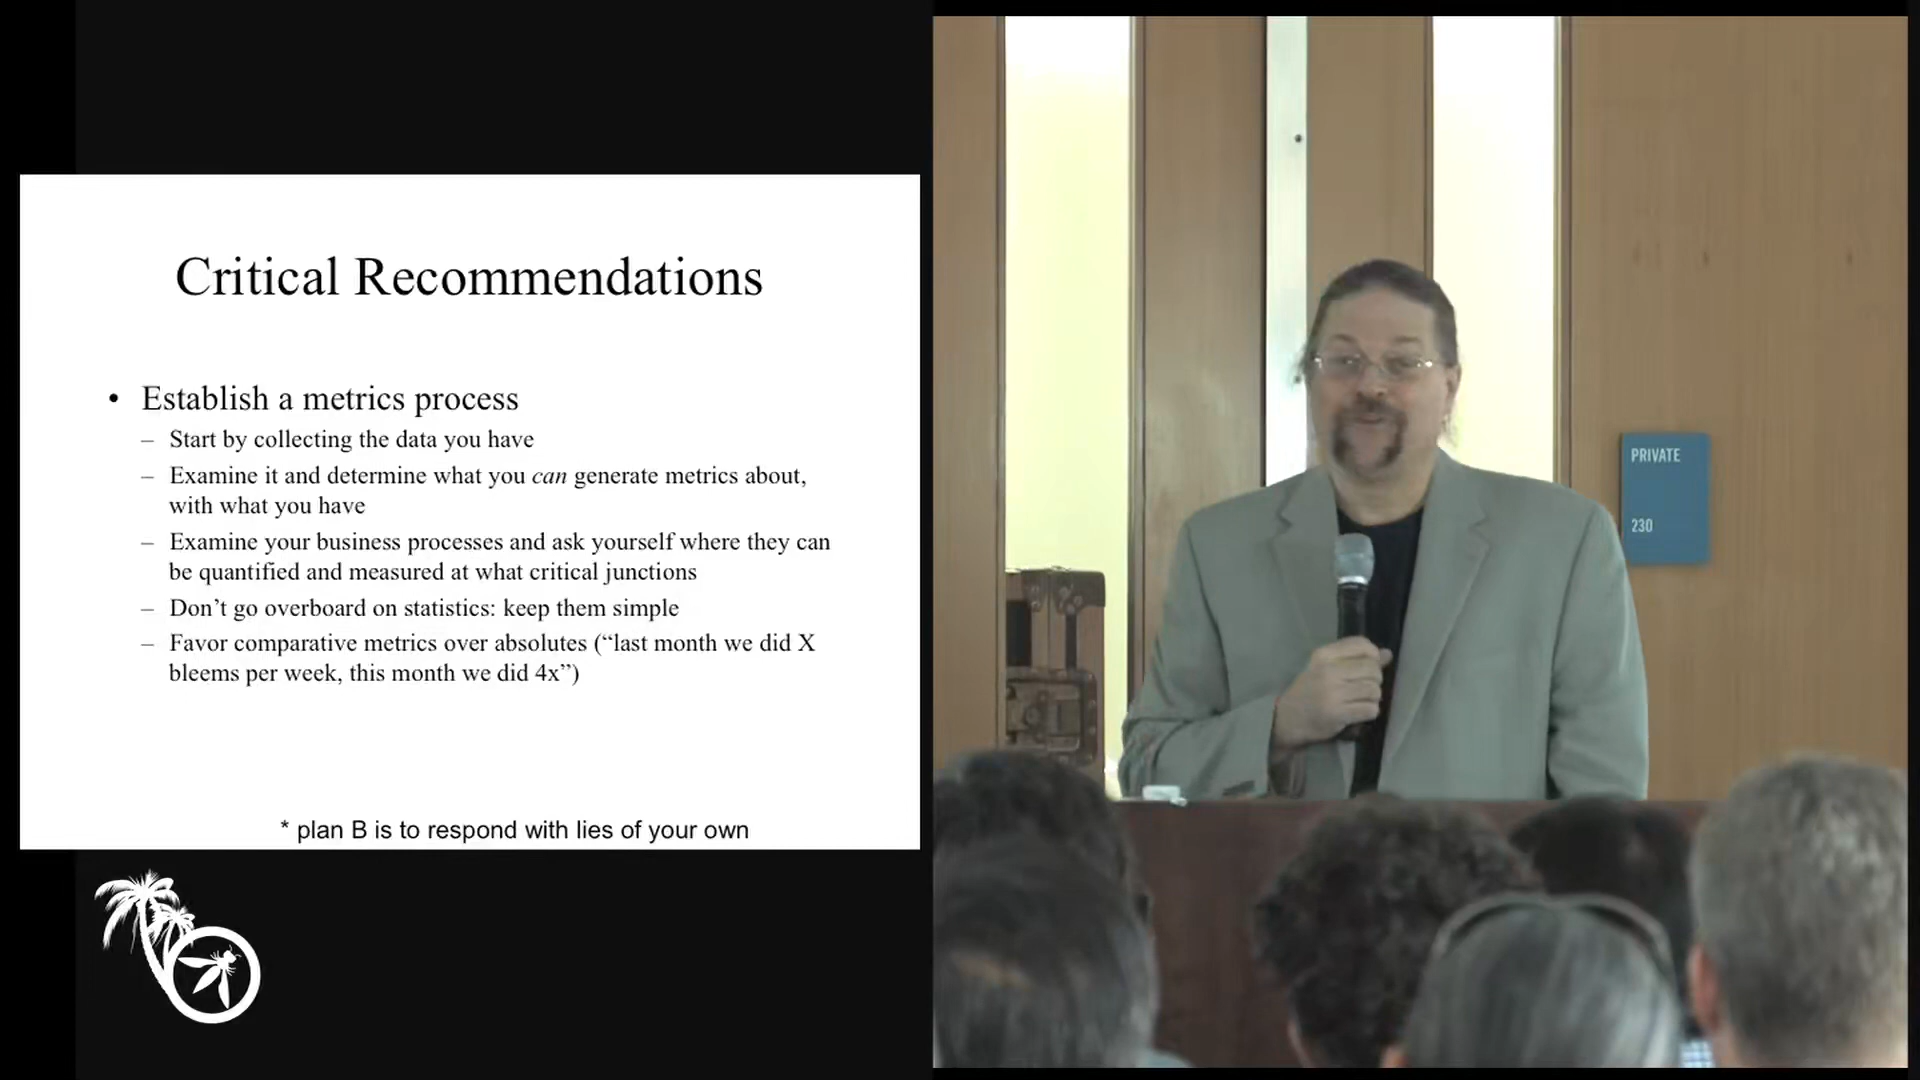 Critical Recommendations
• Establish a metrics process
– Start by collecting the data you have
– Examine it and determine what you can generate metrics about,
with what you have
– Examine your business processes and ask yourself where they can
be quantified and measured at what critical junctions
– Don’t go overboard on statistics: keep them simple
– Favor comparative metrics over absolutes (“last month we did X
bleems per week, this month we did 4x”)
* plan B is to respond with lies of your own
PRIVATE
230